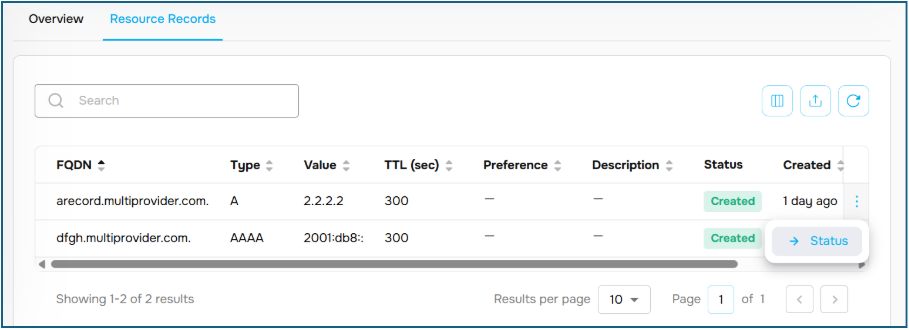 Overview Resource Records
Search
FQDN Type Value TTL (sec) Preference Description Status Created
arecord.multiprovider.com. A 2.2.2.2 300 — — Created 1 day ago
dfgh.multiprovider.com. AAAA 2001:db8:: 300 — — Created
Status
Showing 1-2 of 2 results Results per page 10 Page 1 of 1